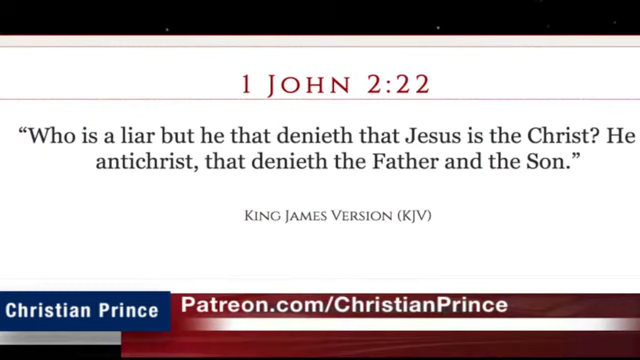 1 John 2:22
“Who is a liar but he that denieth that Jesus is the Christ? He
antichrist, that denieth the Father and the Son.”
King James Version (KJV)
Patreon.com/ChristianPrince
Christian Prince